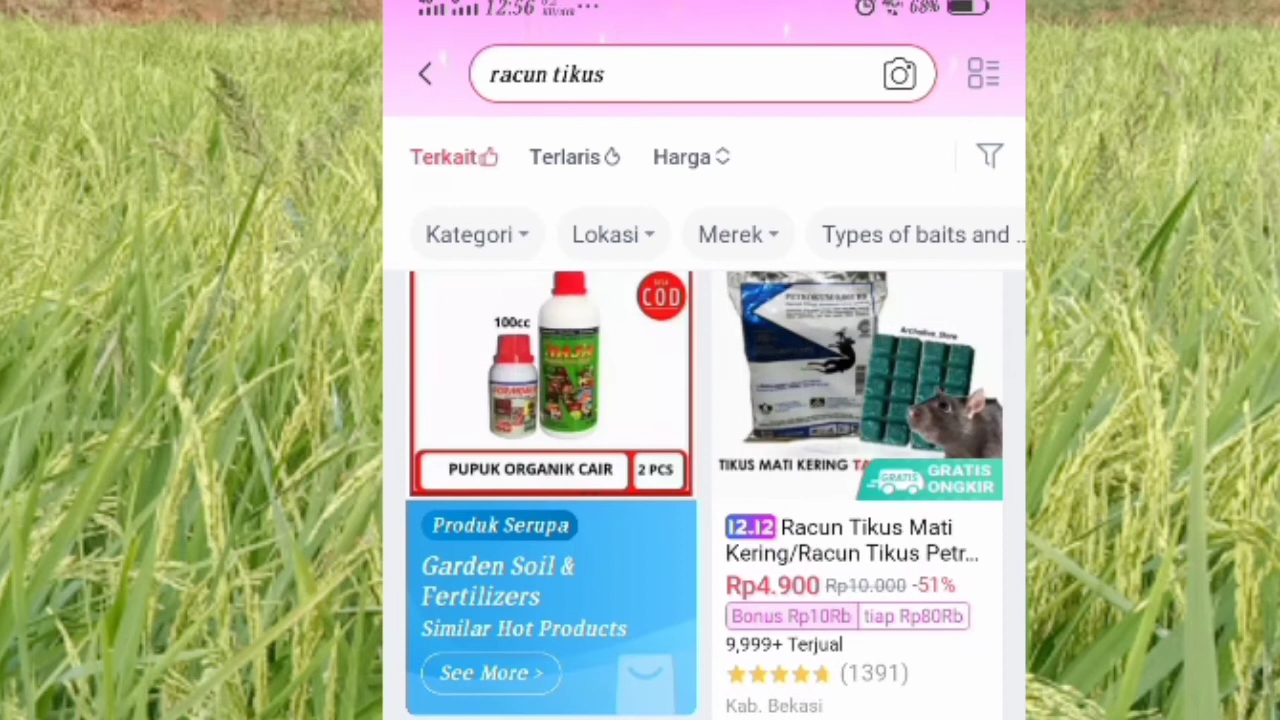 12:56
68%
racun tikus
Terkait
Terlaris
Harga
Kategori
Lokasi
Merek
Types of baits and ..
COD
100cc
PUPUK ORGANIK CAIR
2 PCS
TIKUS MATI KERING
GRATIS
GRATIS
ONGKIR
Produk Serupa
Garden Soil &
Fertilizers
Similar Hot Products
See More >
12.12 Racun Tikus Mati
Kering/Racun Tikus Petr...
Rp4.900 Rp10.000 -51%
Bonus Rp10Rb tiap Rp80Rb
9,999+ Terjual
(1391)
Kab. Bekasi